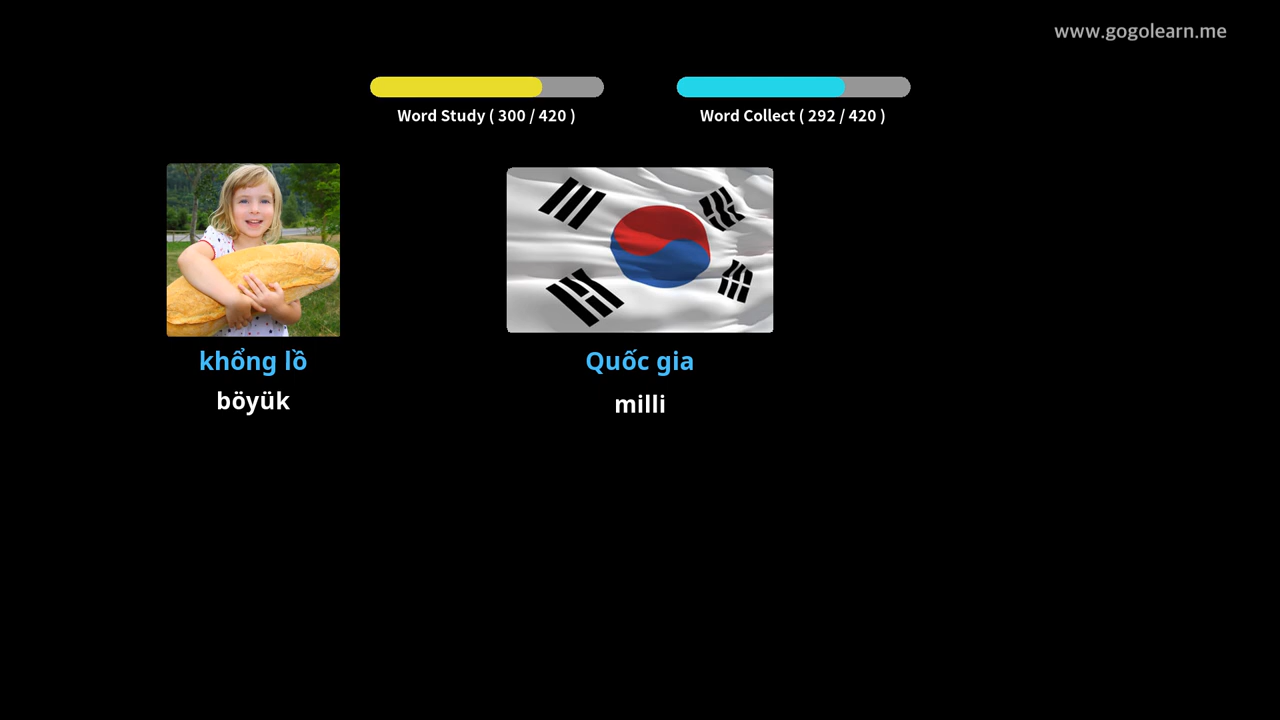 www.gogolearn.me
Word Study ( 300 / 420 )
Word Collect ( 292 / 420 )
khổng lồ
böyük
Quốc gia
milli